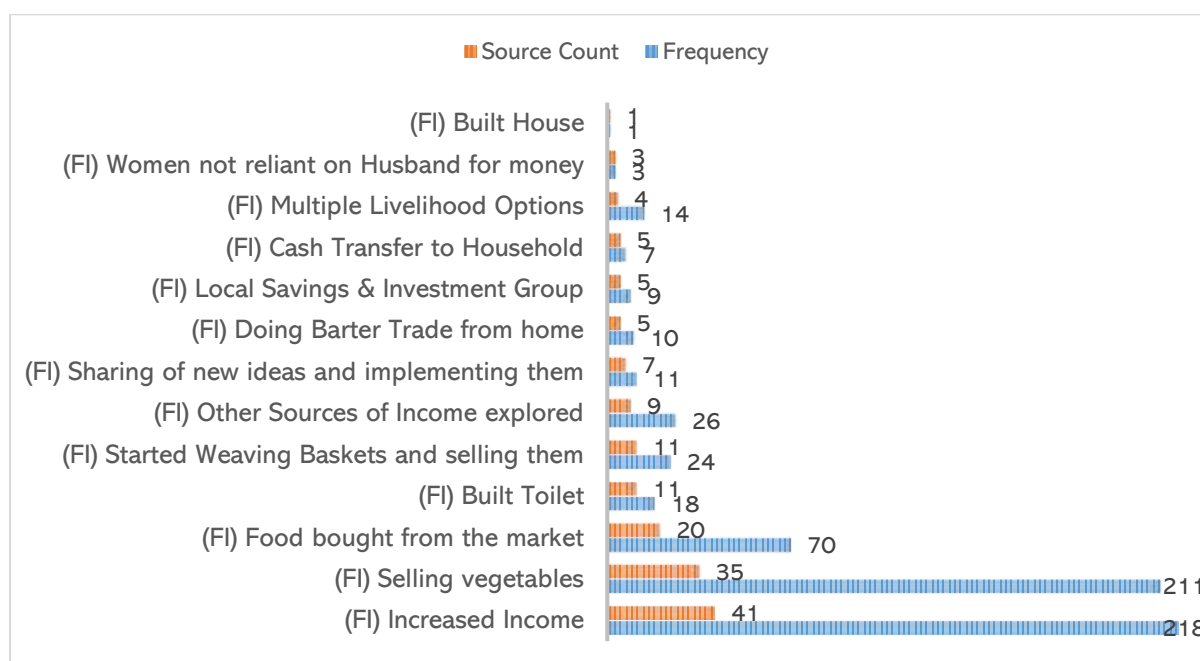 Source Count Frequency
(FI) Built House 1
1
(FI) Women not reliant on Husband for money 3
3
(FI) Multiple Livelihood Options 4
14
(FI) Cash Transfer to Household 5
7
(FI) Local Savings & Investment Group 5
9
(FI) Doing Barter Trade from home 5
10
(FI) Sharing of new ideas and implementing them 7
11
(FI) Other Sources of Income explored 9
26
(FI) Started Weaving Baskets and selling them 11
24
(FI) Built Toilet 11
18
(FI) Food bought from the market 20
70
(FI) Selling vegetables 35
211
(FI) Increased Income 41
218